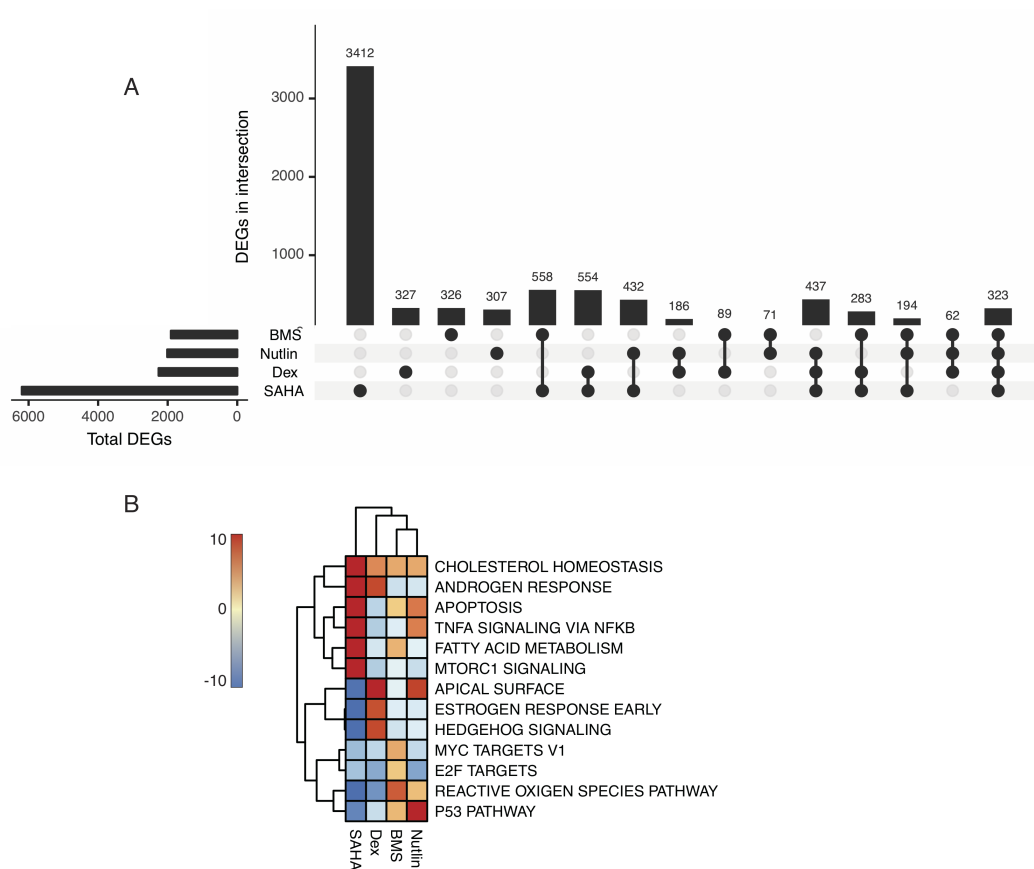 A
DEGs in intersection
3000
2000
1000
3412
327
326
307
558
554
432
186
89
71
437
283
194
62
323
BMS
Nutlin
Dex
SAHA
6000 4000 2000 0
Total DEGs
B
10
0
-10
CHOLESTEROL HOMEOSTASIS
ANDROGEN RESPONSE
APOPTOSIS
TNFA SIGNALING VIA NFKB
FATTY ACID METABOLISM
MTORC1 SIGNALING
APICAL SURFACE
ESTROGEN RESPONSE EARLY
HEDGEHOG SIGNALING
MYC TARGETS V1
E2F TARGETS
REACTIVE OXIGEN SPECIES PATHWAY
P53 PATHWAY
SAHA
Dex
BMS
Nutlin